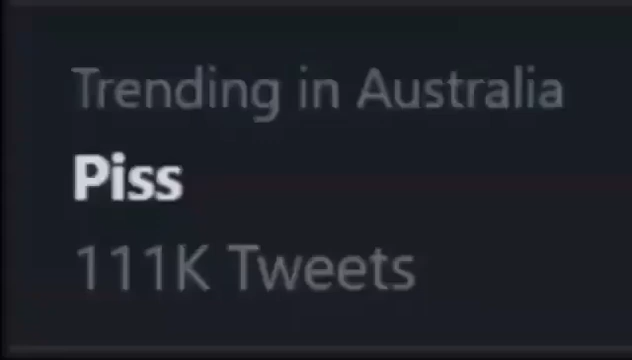 Trending in Australia
Piss
111K Tweets